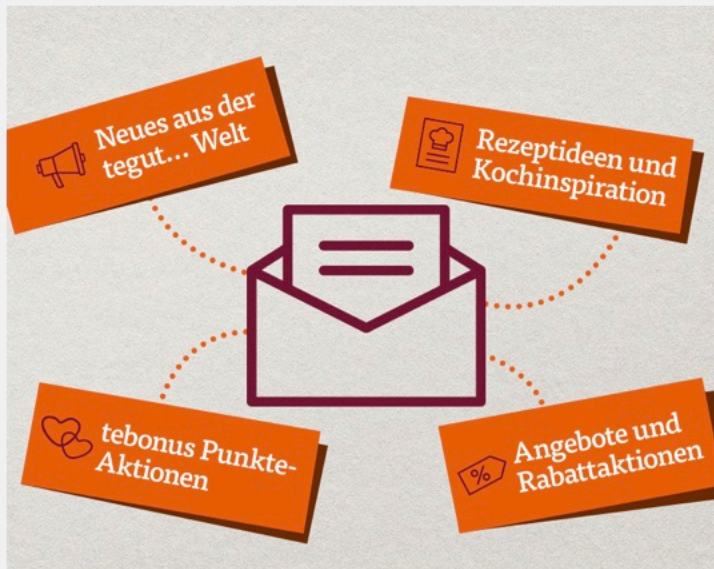 Neues aus der
tegut... Welt
Rezeptideen und
Kochinspiration
tebonus Punkte-
Aktionen
%
Angebote und
Rabattaktionen